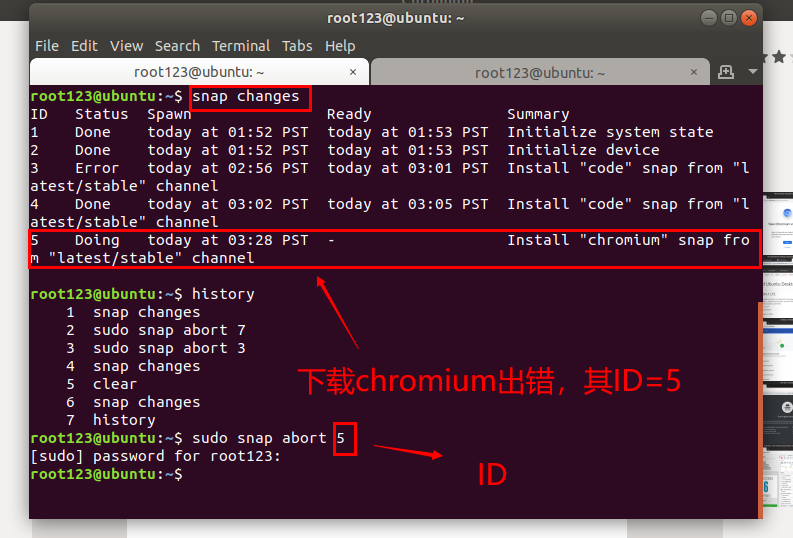 root123@ubuntu: ~
File Edit View Search Terminal Tabs Help
root123@ubuntu: ~ × root123@ubuntu: ~ ×
root123@ubuntu:~$ snap changes
ID Status Spawn Ready Summary
1 Done today at 01:52 PST today at 01:53 PST Initialize system state
2 Done today at 01:52 PST today at 01:53 PST Initialize device
3 Error today at 02:56 PST today at 03:01 PST Install "code" snap from "l
atest/stable" channel
4 Done today at 03:02 PST today at 03:05 PST Install "code" snap from "l
atest/stable" channel
5 Doing today at 03:28 PST - Install "chromium" snap fro
m "latest/stable" channel
root123@ubuntu:~$ history
1 snap changes
2 sudo snap abort 7
3 sudo snap abort 3
4 snap changes
5 clear
6 snap changes
7 history
下载chromium出错，其ID=5
root123@ubuntu:~$ sudo snap abort 5
[sudo] password for root123:
root123@ubuntu:~$
ID